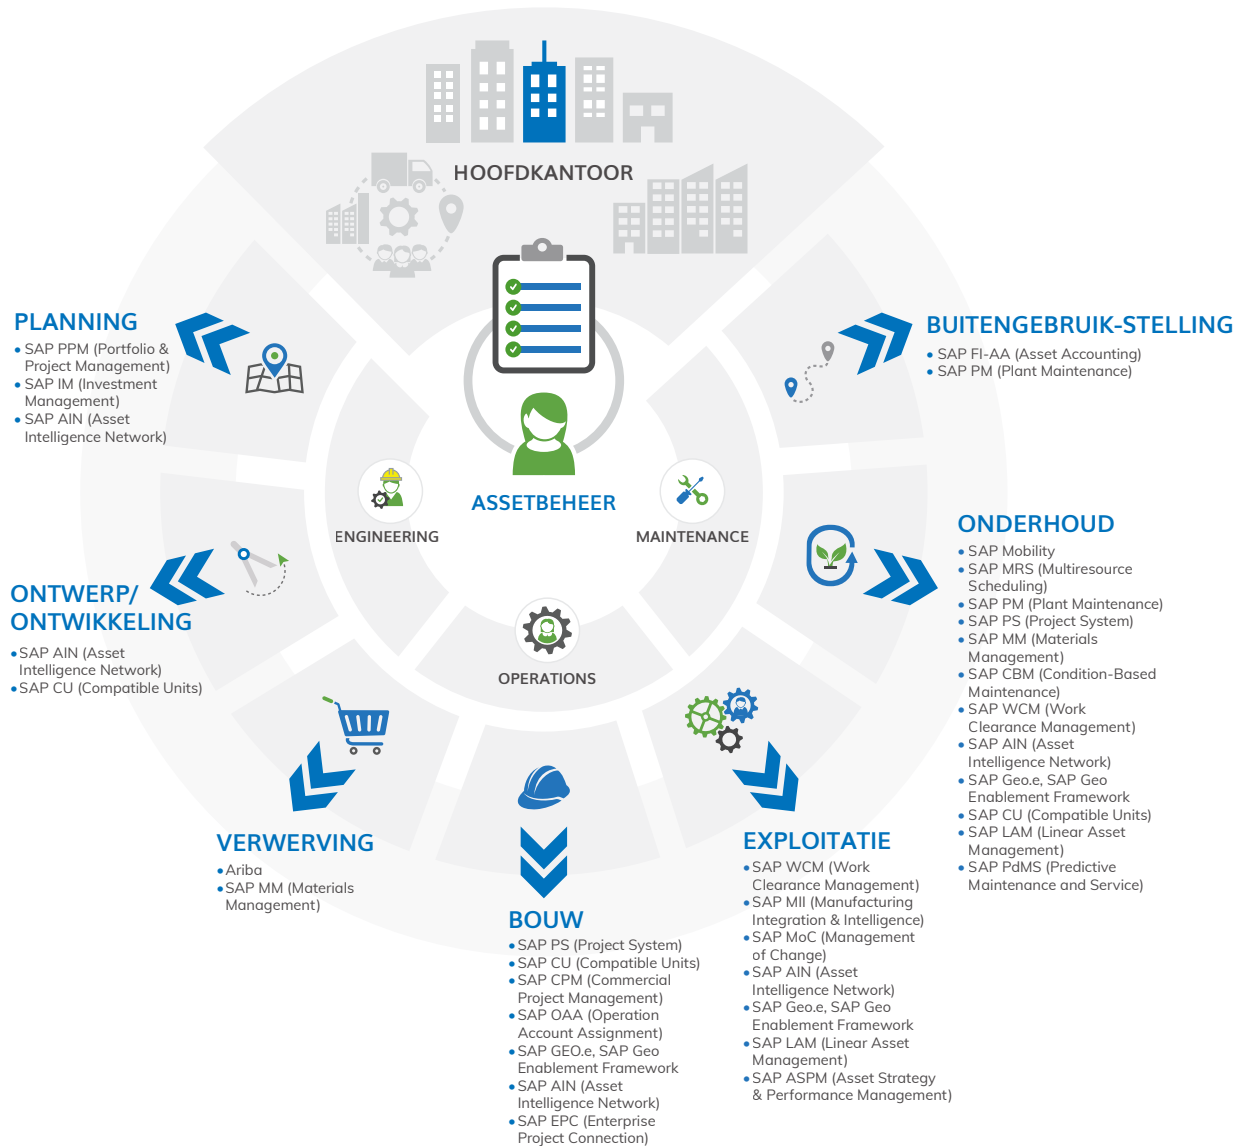 HOOFDKANTOOR
ASSETBEHEER
ENGINEERING
MAINTENANCE
OPERATIONS
PLANNING
• SAP PPM (Portfolio &
Project Management)
• SAP IM (Investment
Management)
• SAP AIN (Asset
Intelligence Network)
ONTWERP/
ONTWIKKELING
• SAP AIN (Asset
Intelligence Network)
• SAP CU (Compatible Units)
VERWERVING
• Ariba
• SAP MM (Materials
Management)
BOUW
• SAP PS (Project System)
• SAP CU (Compatible Units)
• SAP CPM (Commercial
Project Management)
• SAP OAA (Operation
Account Assignment)
• SAP GEO.e, SAP Geo
Enablement Framework
• SAP AIN (Asset
Intelligence Network)
• SAP EPC (Enterprise
Project Connection)
EXPLOITATIE
• SAP WCM (Work
Clearance Management)
• SAP MII (Manufacturing
Integration & Intelligence)
• SAP MoC (Management
of Change)
• SAP AIN (Asset
Intelligence Network)
• SAP Geo.e, SAP Geo
Enablement Framework
• SAP LAM (Linear Asset
Management)
• SAP ASPM (Asset Strategy
& Performance Management)
ONDERHOUD
• SAP Mobility
• SAP MRS (Multiresource
Scheduling)
• SAP PM (Plant Maintenance)
• SAP PS (Project System)
• SAP MM (Materials
Management)
• SAP CBM (Condition-Based
Maintenance)
• SAP WCM (Work
Clearance Management)
• SAP AIN (Asset
Intelligence Network)
• SAP Geo.e, SAP Geo
Enablement Framework
• SAP CU (Compatible Units)
• SAP LAM (Linear Asset
Management)
• SAP PdMS (Predictive
Maintenance and Service)
BUITENGEBRUIK-STELLING
• SAP FI-AA (Asset Accounting)
• SAP PM (Plant Maintenance)